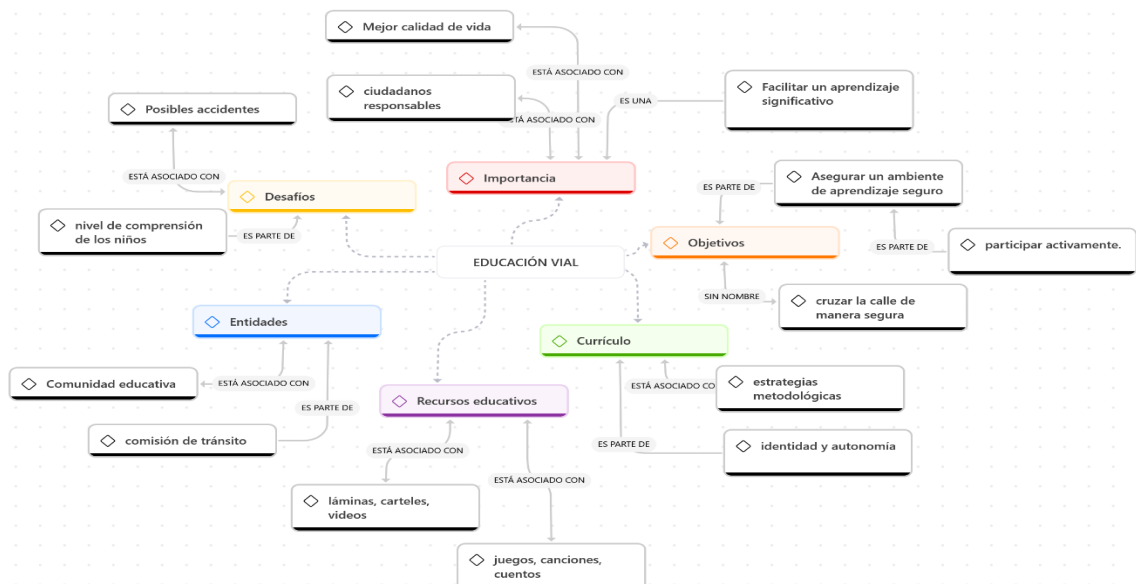 Mejor calidad de vida
ESTÁ ASOCIADO CON
ciudadanos
responsables
ESTÁ ASOCIADO CON
ES UNA
Facilitar un aprendizaje
significativo
Posibles accidentes
ESTÁ ASOCIADO CON
Importancia
Desafíos
nivel de comprensión
de los niños
ES PARTE DE
Asegurar un ambiente
de aprendizaje seguro
ES PARTE DE
Objetivos
ES PARTE DE
participar activamente.
EDUCACIÓN VIAL
SIN NOMBRE
cruzar la calle de
manera segura
Entidades
Currículo
Comunidad educativa
ESTÁ ASOCIADO CON
ES PARTE DE
comisión de tránsito
Recursos educativos
ESTÁ ASOCIADO CO
estrategias
metodológicas
ES PARTE DE
identidad y autonomía
ESTÁ ASOCIADO CON
láminas, carteles,
videos
ESTÁ ASOCIADO CON
juegos, canciones,
cuentos